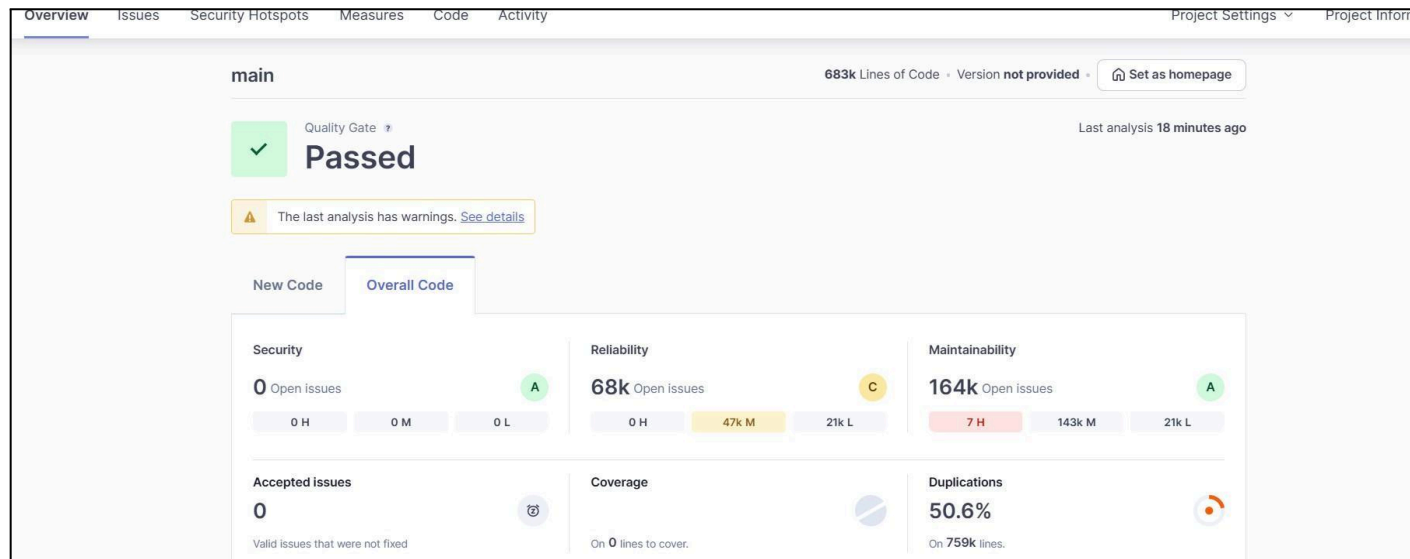 Overview Issues Security Hotspots Measures Code Activity Project Settings Project Inform
main 683k Lines of Code • Version not provided • Set as homepage
Quality Gate ? Last analysis 18 minutes ago
Passed
The last analysis has warnings. See details
New Code Overall Code
Security Reliability Maintainability
0 Open issues A 68k Open issues C 164k Open issues A
0 H 0 M 0 L 0 H 47k M 21k L 7 H 143k M 21k L
Accepted issues Coverage Duplications
0 50.6%
Valid issues that were not fixed On 0 lines to cover. On 759k lines.